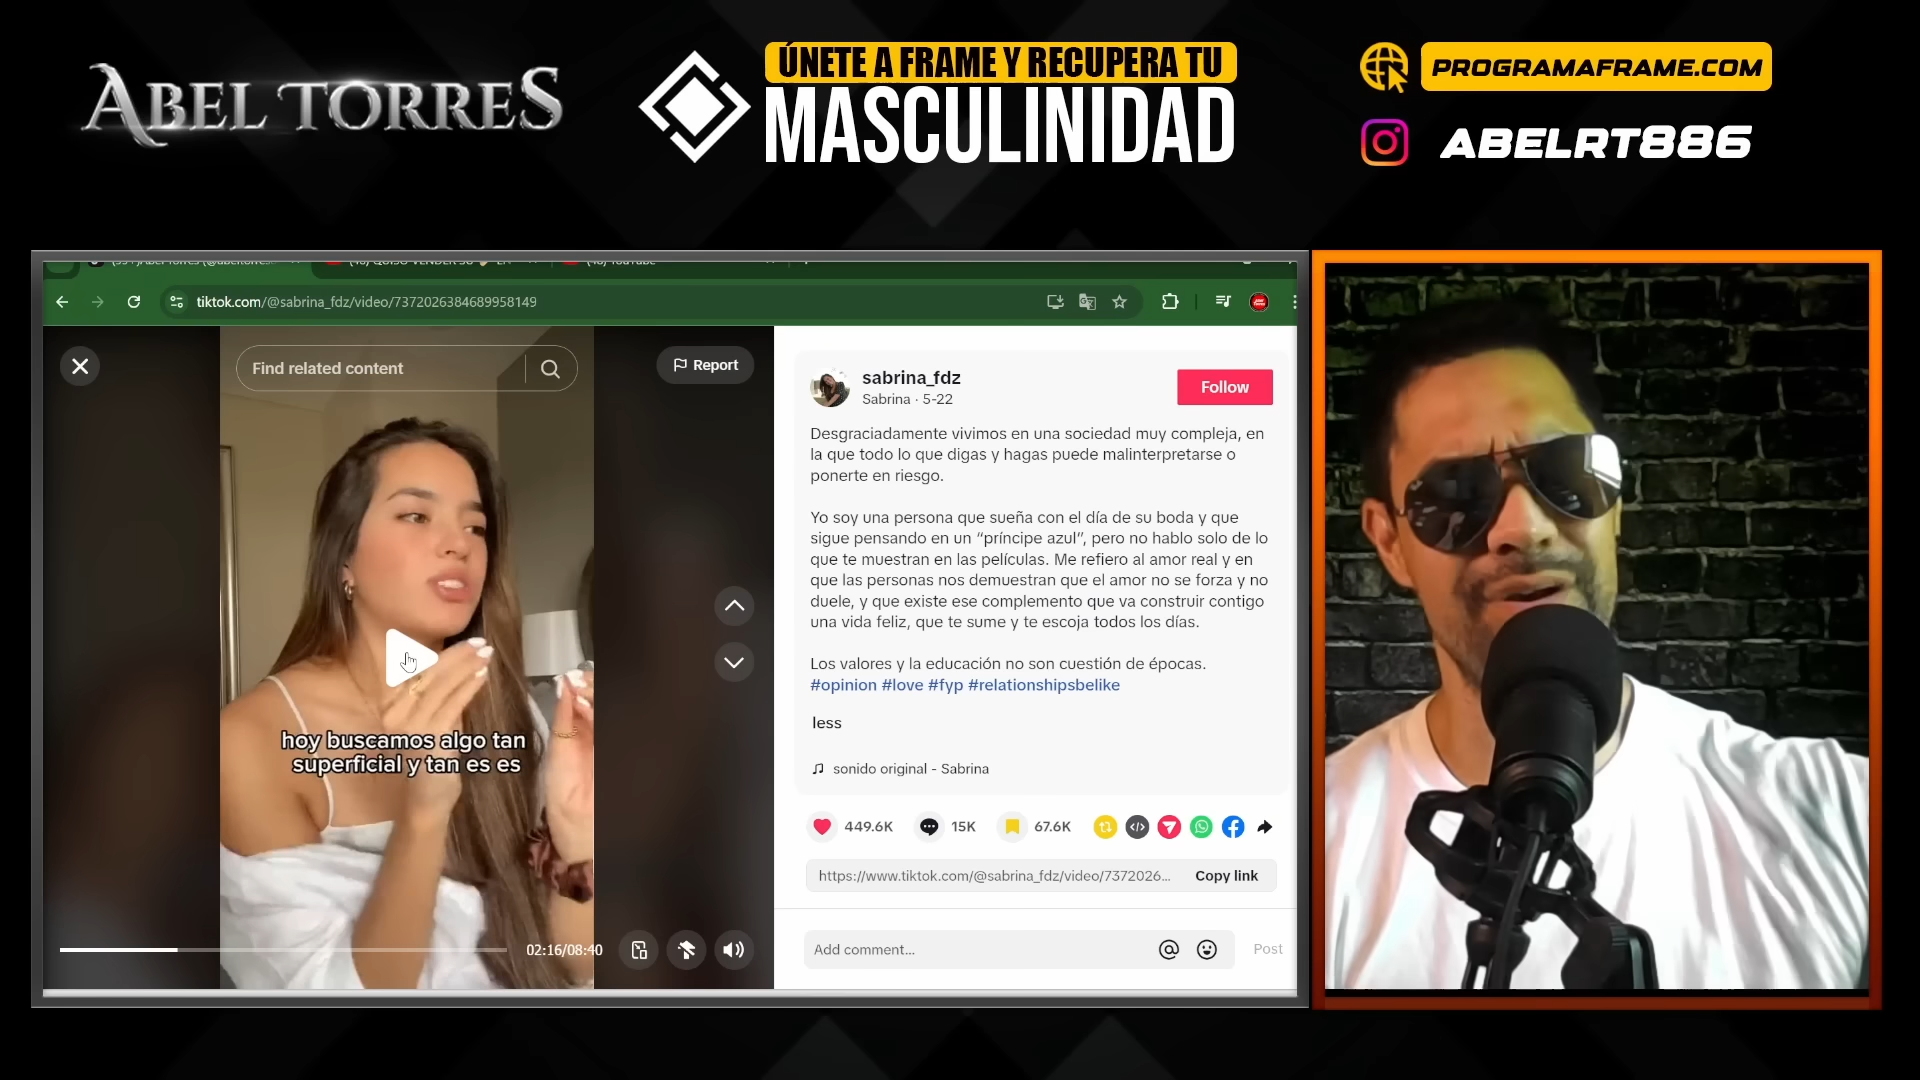 ABEL TORRES
ÚNETE A FRAME Y RECUPERA TU
MASCULINIDAD
PROGRAMAFRAME.COM
ABELRT886
tiktok.com/@sabrina_fdz/video/7372026384689958149
Find related content
Report
hoy buscamos algo tan
superficial y tan es es
02:16/08:40
sabrina_fdz
Sabrina · 5-22
Follow
Desgraciadamente vivimos en una sociedad muy compleja, en
la que todo lo que digas y hagas puede malinterpretarse o
ponerte en riesgo.
Yo soy una persona que sueña con el día de su boda y que
sigue pensando en un “príncipe azul”, pero no hablo solo de lo
que te muestran en las películas. Me refiero al amor real y en
que las personas nos demuestran que el amor no se forza y no
duele, y que existe ese complemento que va construir contigo
una vida feliz, que te sume y te escoja todos los días.
Los valores y la educación no son cuestión de épocas.
#opinion #love #fyp #relationshipsbelike
less
sonido original - Sabrina
449.6K
15K
67.6K
https://www.tiktok.com/@sabrina_fdz/video/7372026...
Copy link
Add comment...
Post